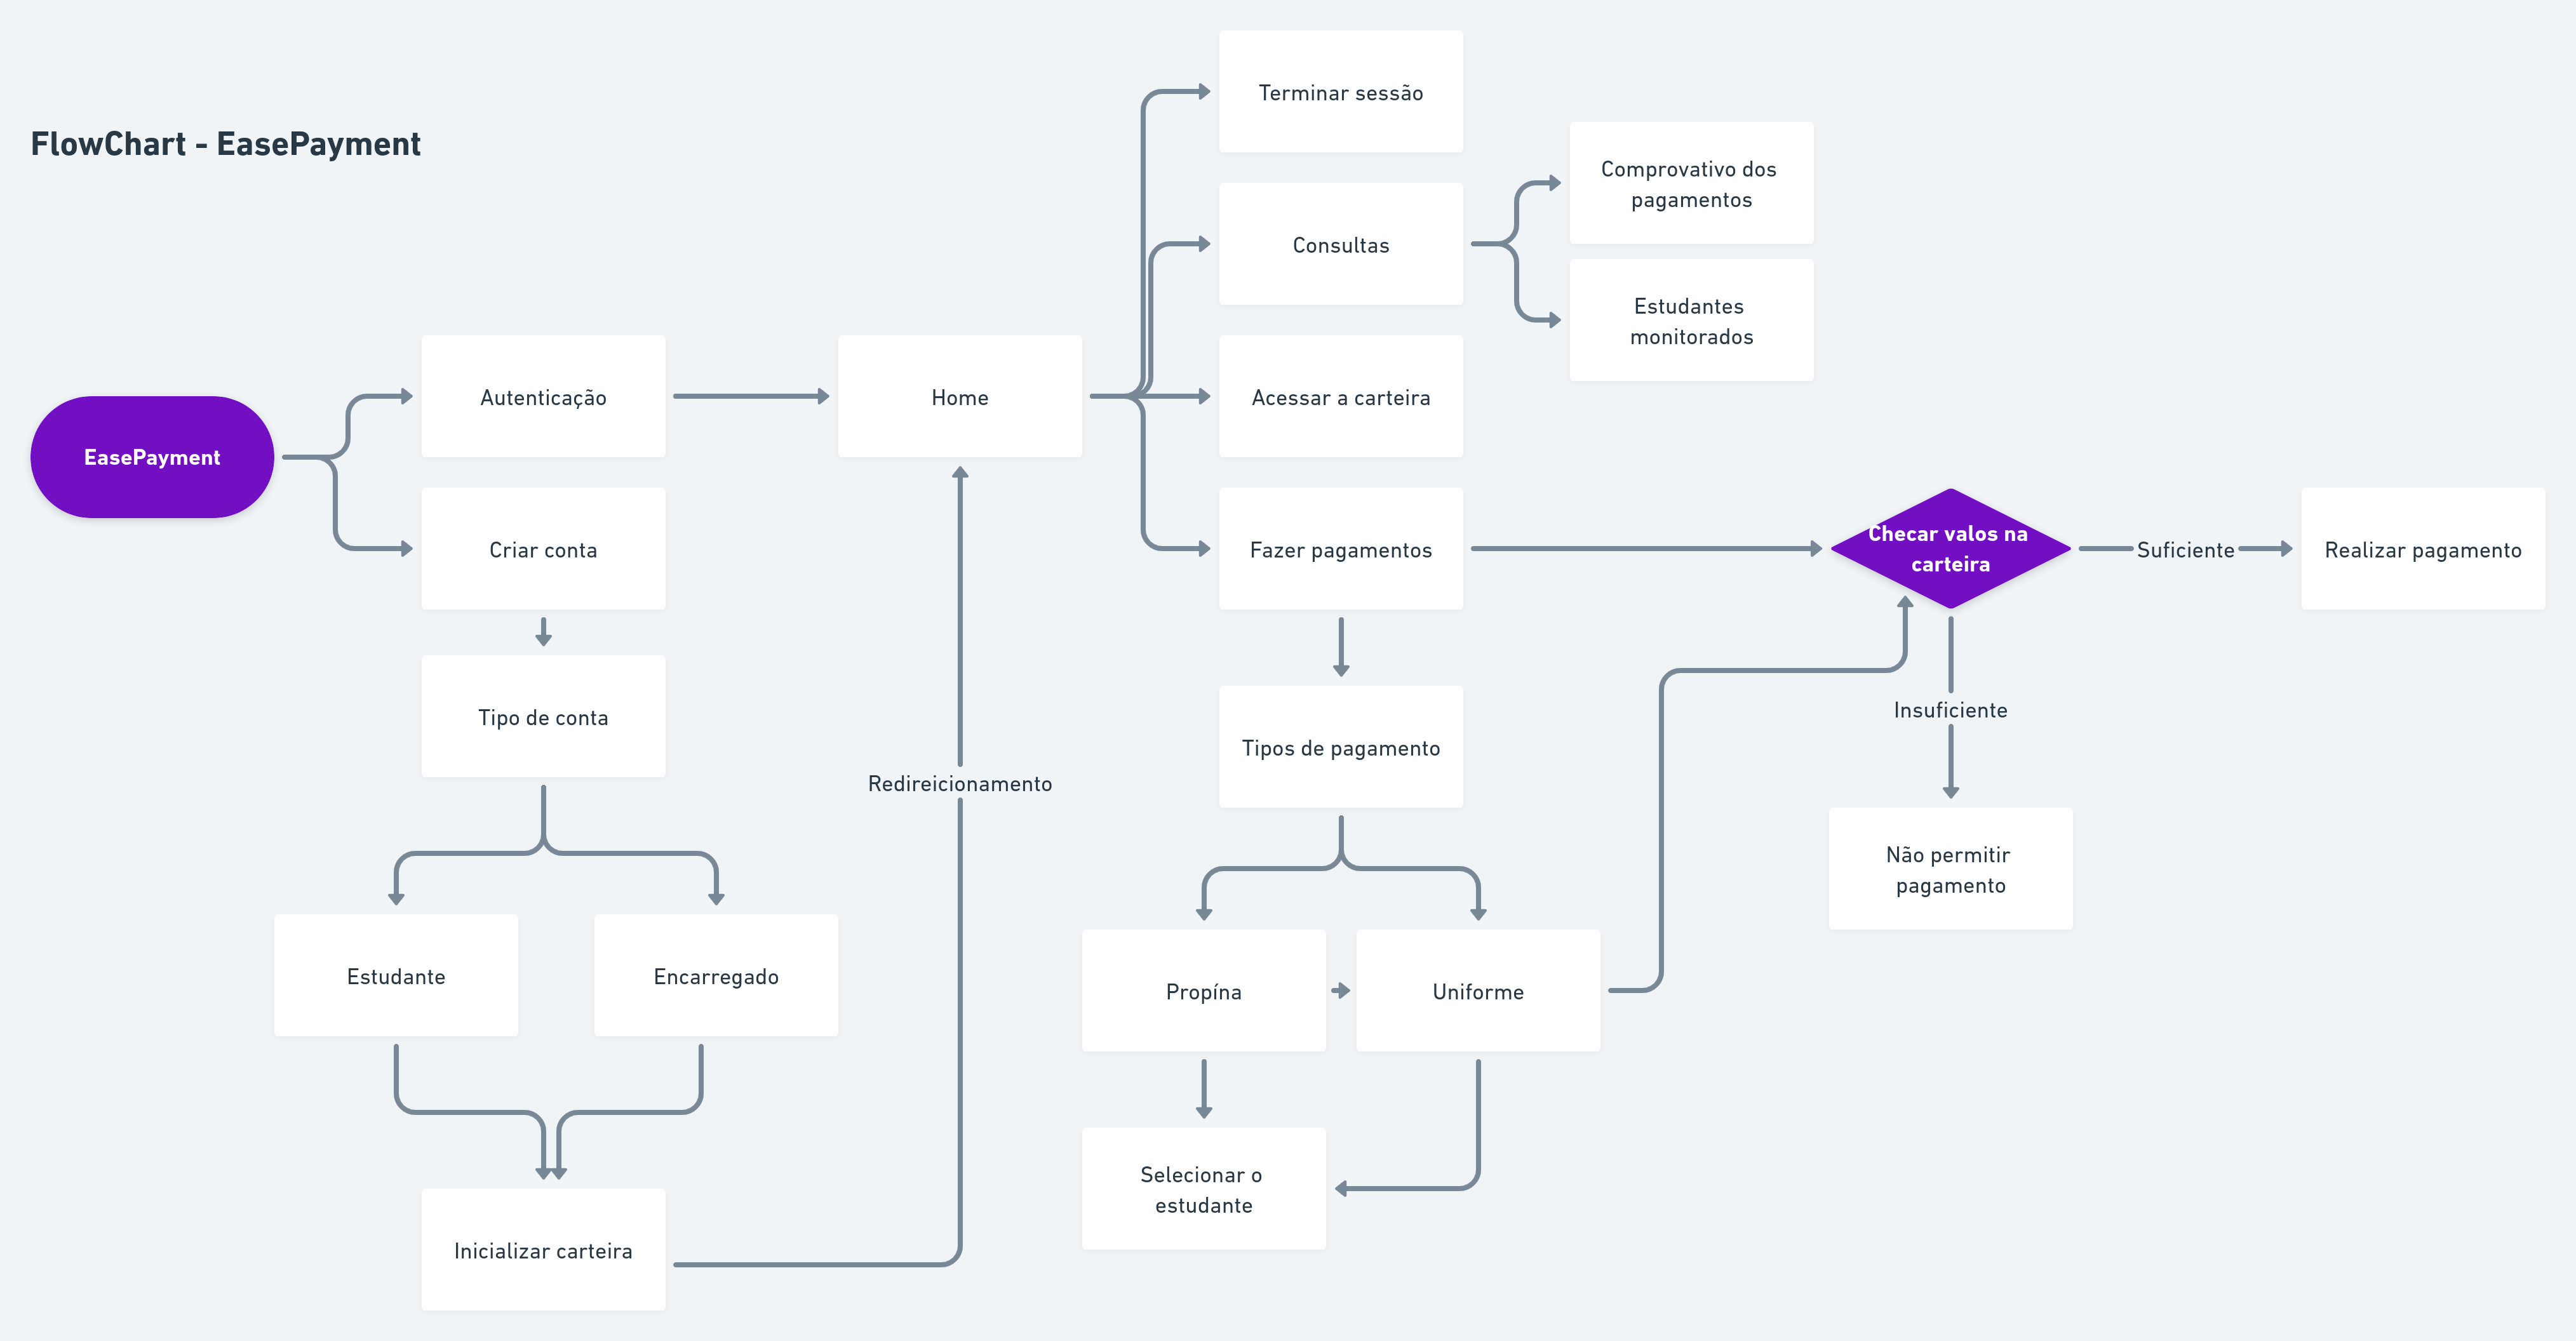 FlowChart - EasePayment
EasePayment
Autenticação
Criar conta
Tipo de conta
Estudante
Encarregado
Inicializar carteira
Redireicionamento
Home
Terminar sessão
Consultas
Comprovativo dos
pagamentos
Estudantes
monitorados
Acessar a carteira
Fazer pagamentos
Tipos de pagamento
Propína
Uniforme
Selecionar o
estudante
Checar valos na
carteira
Suficiente
Realizar pagamento
Insuficiente
Não permitir
pagamento